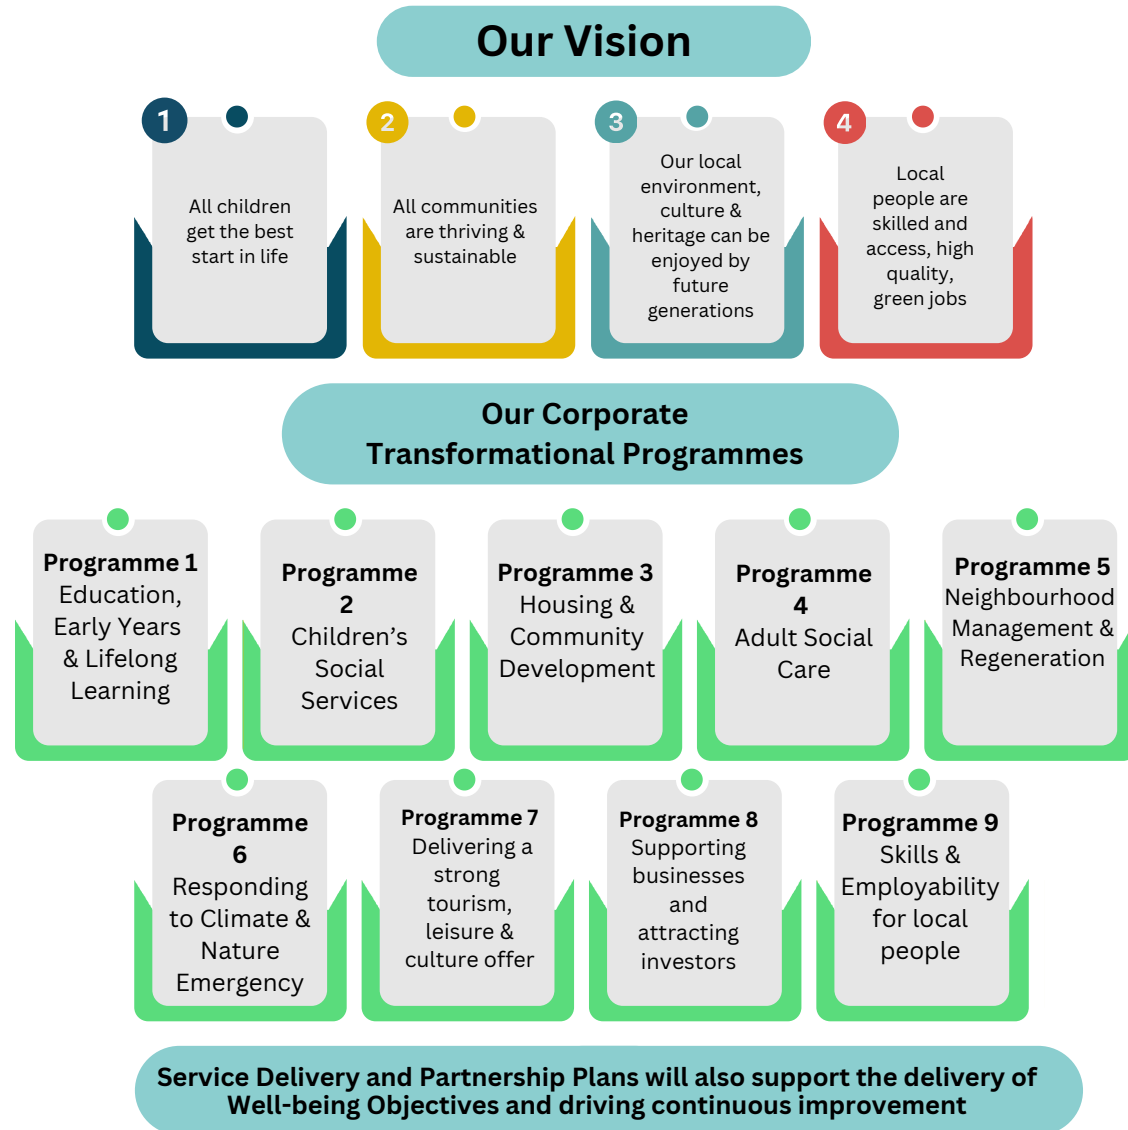 Our Vision
1
All children
get the best
start in life
2
All communities
are thriving &
sustainable
3
Our local
environment,
culture &
heritage can be
enjoyed by
future
generations
4
Local
people are
skilled and
access, high
quality,
green jobs
Our Corporate
Transformational Programmes
Programme 1
Education,
Early Years
& Lifelong
Learning
Programme
2
Children’s
Social
Services
Programme 3
Housing &
Community
Development
Programme
4
Adult Social
Care
Programme 5
Neighbourhood
Management &
Regeneration
Programme
6
Responding
to Climate &
Nature
Emergency
Programme 7
Delivering a
strong
tourism,
leisure &
culture offer
Programme 8
Supporting
businesses
and
attracting
investors
Programme 9
Skills &
Employability
for local
people
Service Delivery and Partnership Plans will also support the delivery of
Well-being Objectives and driving continuous improvement